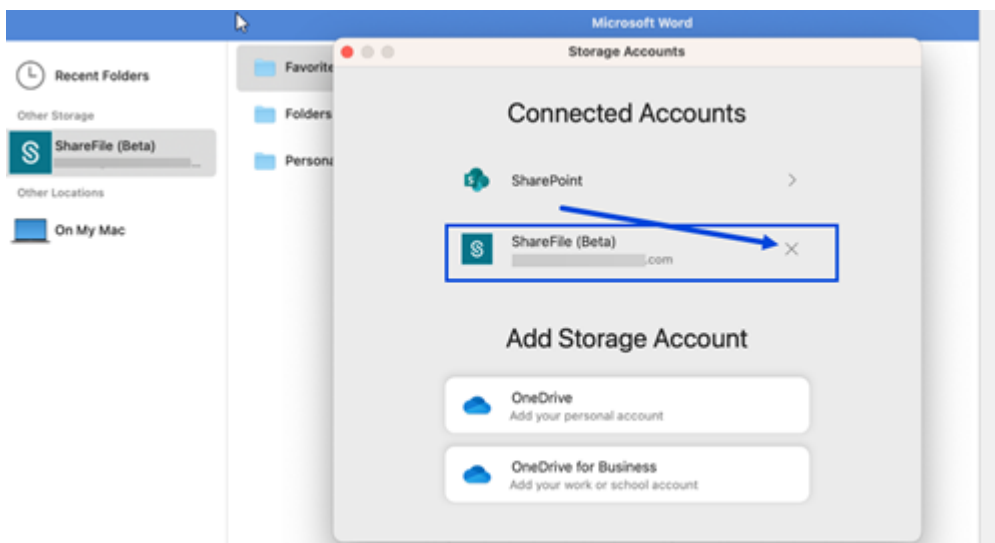 Microsoft Word
Storage Accounts
Recent Folders
Other Storage
ShareFile (Beta)
Other Locations
On My Mac
Favorite
Folders
Persona
Connected Accounts
SharePoint
ShareFile (Beta)
.com
Add Storage Account
OneDrive
Add your personal account
OneDrive for Business
Add your work or school account